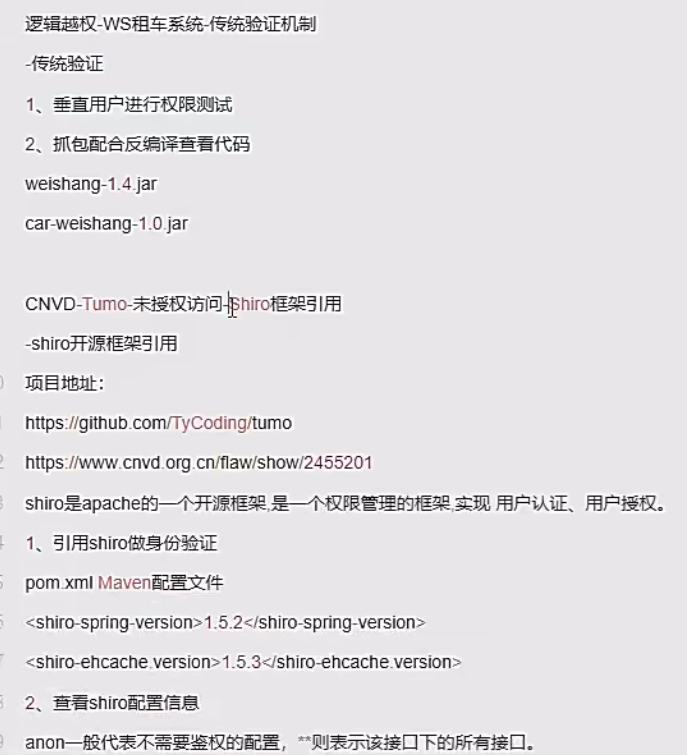 逻辑越权-WS租车系统-传统验证机制
-传统验证
1、垂直用户进行权限测试
2、抓包配合反编译查看代码
weishang-1.4.jar
car-weishang-1.0.jar
CNVD-Tumo-未授权访问-Shiro框架引用
-shiro开源框架引用
项目地址：
https://github.com/TyCoding/tumo
https://www.cnvd.org.cn/flaw/show/2455201
shiro是apache的一个开源框架,是一个权限管理的框架,实现 用户认证、用户授权。
1、引用shiro做身份验证
pom.xml Maven配置文件
<shiro-spring-version>1.5.2</shiro-spring-version>
<shiro-ehcache.version>1.5.3</shiro-ehcache.version>
2、查看shiro配置信息
anon一般代表不需要鉴权的配置，**则表示该接口下的所有接口。